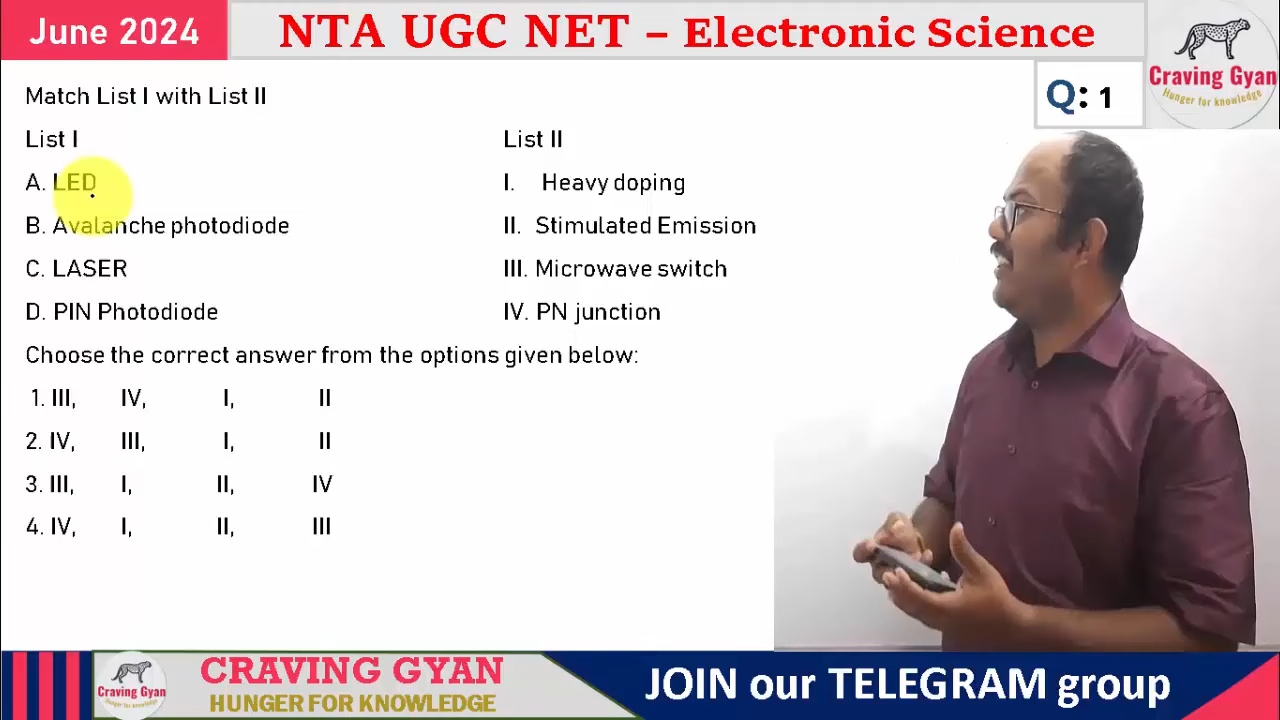 June 2024
NTA UGC NET – Electronic Science
Craving Gyan
Hunger for knowledge
Q: 1
Match List I with List II
List I List II
A. LED I. Heavy doping
B. Avalanche photodiode II. Stimulated Emission
C. LASER III. Microwave switch
D. PIN Photodiode IV. PN junction
Choose the correct answer from the options given below:
1. III, IV, I, II
2. IV, III, I, II
3. III, I, II, IV
4. IV, I, II, III
Craving Gyan
Hunger for knowledge
CRAVING GYAN
HUNGER FOR KNOWLEDGE
JOIN our TELEGRAM group